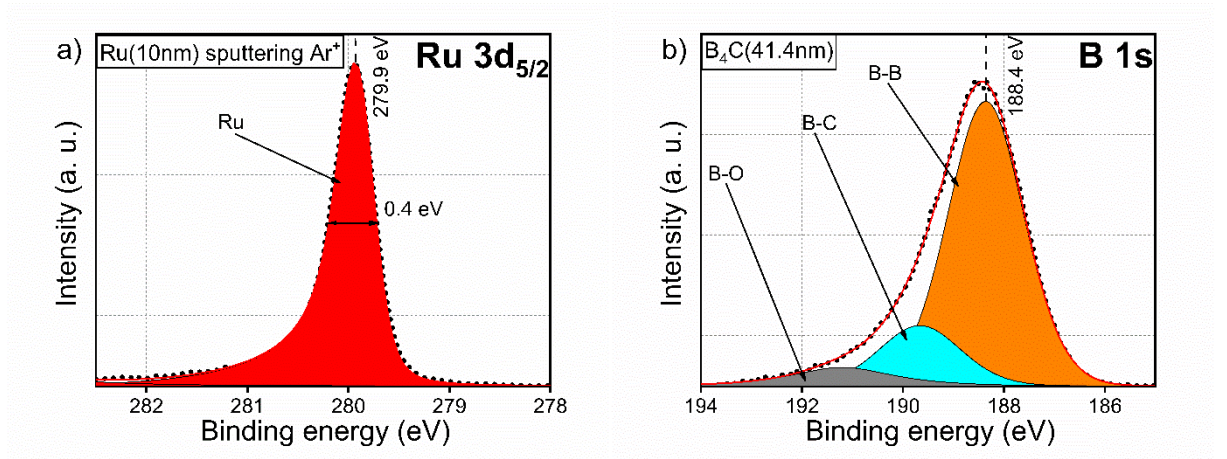 a)
Ru(10nm) sputtering Ar⁺
Ru 3d₅/₂
279.9 eV
Ru
0.4 eV
Intensity (a. u.)
282
281
280
279
278
Binding energy (eV)
b)
B₄C(41.4nm)
B 1s
188.4 eV
B-B
B-C
B-O
Intensity (a. u.)
194
192
190
188
186
Binding energy (eV)